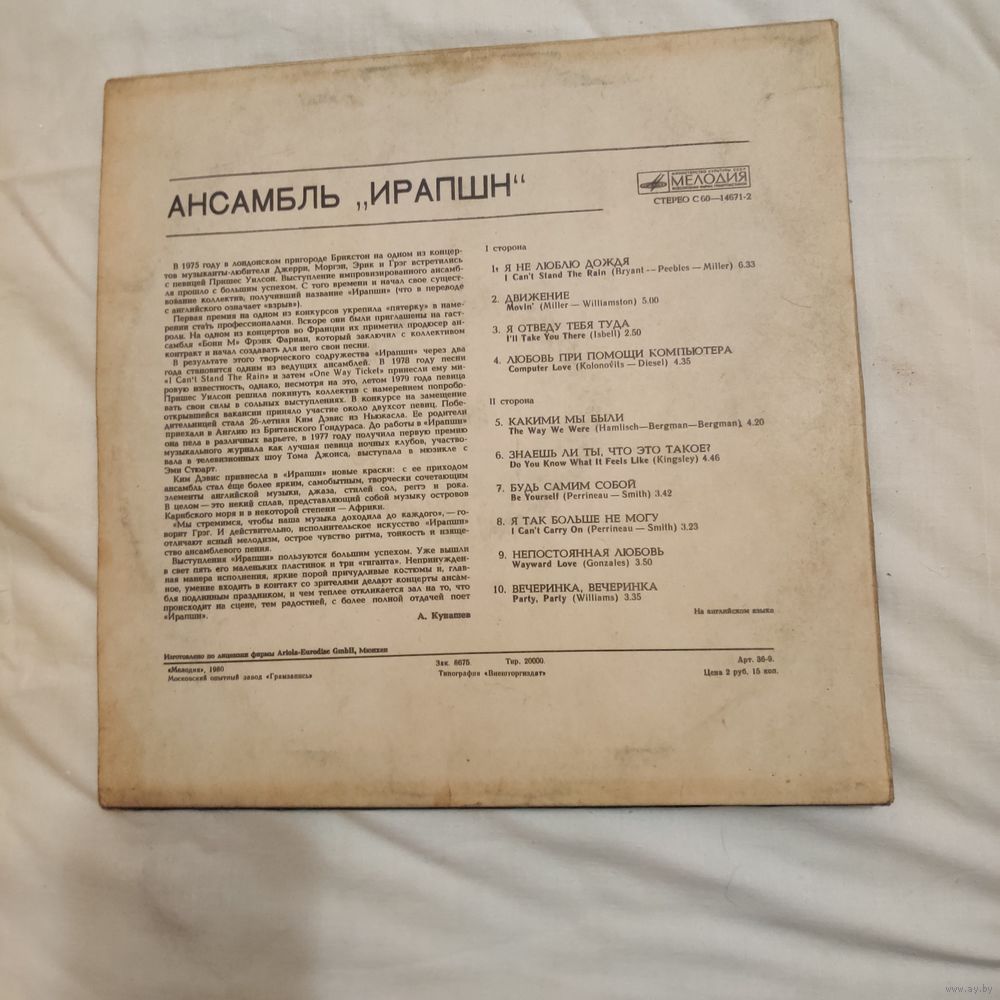 АНСАМБЛЬ „ИРАПШН"
МЕЛОДИЯ
СТЕРЕО С 60—14671-2
В 1975 году в лондонском пригороде Брикстон на одном из концер-
тов музыканты-любители Джерри, Морган, Эрик и Грэг встретились
с певицей Пришес Уилсон. Выступление импровизированного ансамб-
ля прошло с большим успехом. С того времени и начал свое сущест-
вование коллектив, получивший название «Ирапшн» (что в переводе
с английского означает «взрыв»).
Первая премия на одном из конкурсов укрепила «пятерку» в наме-
рении стать профессионалами. Вскоре они были приглашены на гаст-
роли. На одном из концертов во Франции их приметил продюсер ан-
самбля «Бони М» Фрэнк Фариан, который заключил с коллективом
контракт и начал создавать для него свои песни.
В результате этого творческого содружества «Ирапшн» через два
года становится одним из ведущих ансамблей. В 1978 году песни
«I Can't Stand The Rain» и затем «One Way Ticket» принесли ему ми-
ровую известность, однако, несмотря на это, летом 1979 года певица
Пришес Уилсон решила покинуть коллектив с намерением попробо-
вать свои силы в сольных выступлениях. В конкурсе на замещение
открывшейся вакансии приняло участие около двухсот певиц. Побе-
дительницей стала 26-летняя Ким Дэвис из Ньюкасла. Ее родители
приехали в Англию из Британского Гондураса. До работы в «Ирапшн»
она пела в различных варьете, в 1977 году получила первую премию
музыкального журнала как лучшая певица ночных клубов, участво-
вала в телевизионных шоу Тома Джонса, выступала в мюзикле с
Эми Стюарт.
Ким Дэвис привнесла в «Ирапшн» новые краски: с ее приходом
ансамбль стал еще более ярким, самобытным, творчески сочетающим
элементы английской музыки, джаза, стилей сол, реггэ и рока.
В целом — это некий сплав, представляющий собой музыку островов
Карибского моря и в некоторой степени — Африки.
«Мы стремимся, чтобы наша музыка доходила до каждого», — го-
ворит Грэг. И действительно, исполнительское искусство «Ирапшн»
отличают ясный мелодизм, острое чувство ритма, тонкость и изяще-
ство ансамблевого пения.
Выступления «Ирапшн» пользуются большим успехом. Уже вышли
в свет пять его маленьких пластинок и три «гиганта». Непринужден-
ная манера исполнения, яркие порой причудливые костюмы и, глав-
ное, умение входить в контакт со зрителями делают концерты ансам-
бля подлинным праздником, и чем теплее откликается зал на то, что
происходит на сцене, тем радостней, с более полной отдачей поет
«Ирапшн».
А. Кунашев
I сторона
1. Я НЕ ЛЮБЛЮ ДОЖДЯ
I Can't Stand The Rain (Bryant — Peebles — Miller) 6.33
2. ДВИЖЕНИЕ
Movin' (Miller — Williamston) 5.00
3. Я ОТВЕДУ ТЕБЯ ТУДА
I'll Take You There (Isbell) 2.50
4. ЛЮБОВЬ ПРИ ПОМОЩИ КОМПЬЮТЕРА
Computer Love (Kolonovits — Diesel) 4.35
II сторона
5. КАКИМИ МЫ БЫЛИ
The Way We Were (Hamlisch—Bergman—Bergman) 4.20
6. ЗНАЕШЬ ЛИ ТЫ, ЧТО ЭТО ТАКОЕ?
Do You Know What It Feels Like (Kingsley) 4.46
7. БУДЬ САМИМ СОБОЙ
Be Yourself (Perrineau — Smith) 3.42
8. Я ТАК БОЛЬШЕ НЕ МОГУ
I Can't Carry On (Perrineau — Smith) 3.23
9. НЕПОСТОЯННАЯ ЛЮБОВЬ
Wayward Love (Gonzales) 3.50
10. ВЕЧЕРИНКА, ВЕЧЕРИНКА
Party, Party (Williams) 3.35
На английском языке
Изготовлено по лицензии фирмы Ariola-Eurodisc GmbH, Мюнхен
«Мелодия», 1980 Зак. 6675. Тир. 20000. Арт. 36-9.
Московский опытный завод «Грамзапись» Типография «Внешторгиздат» Цена 2 руб. 15 коп.
www.ay.by